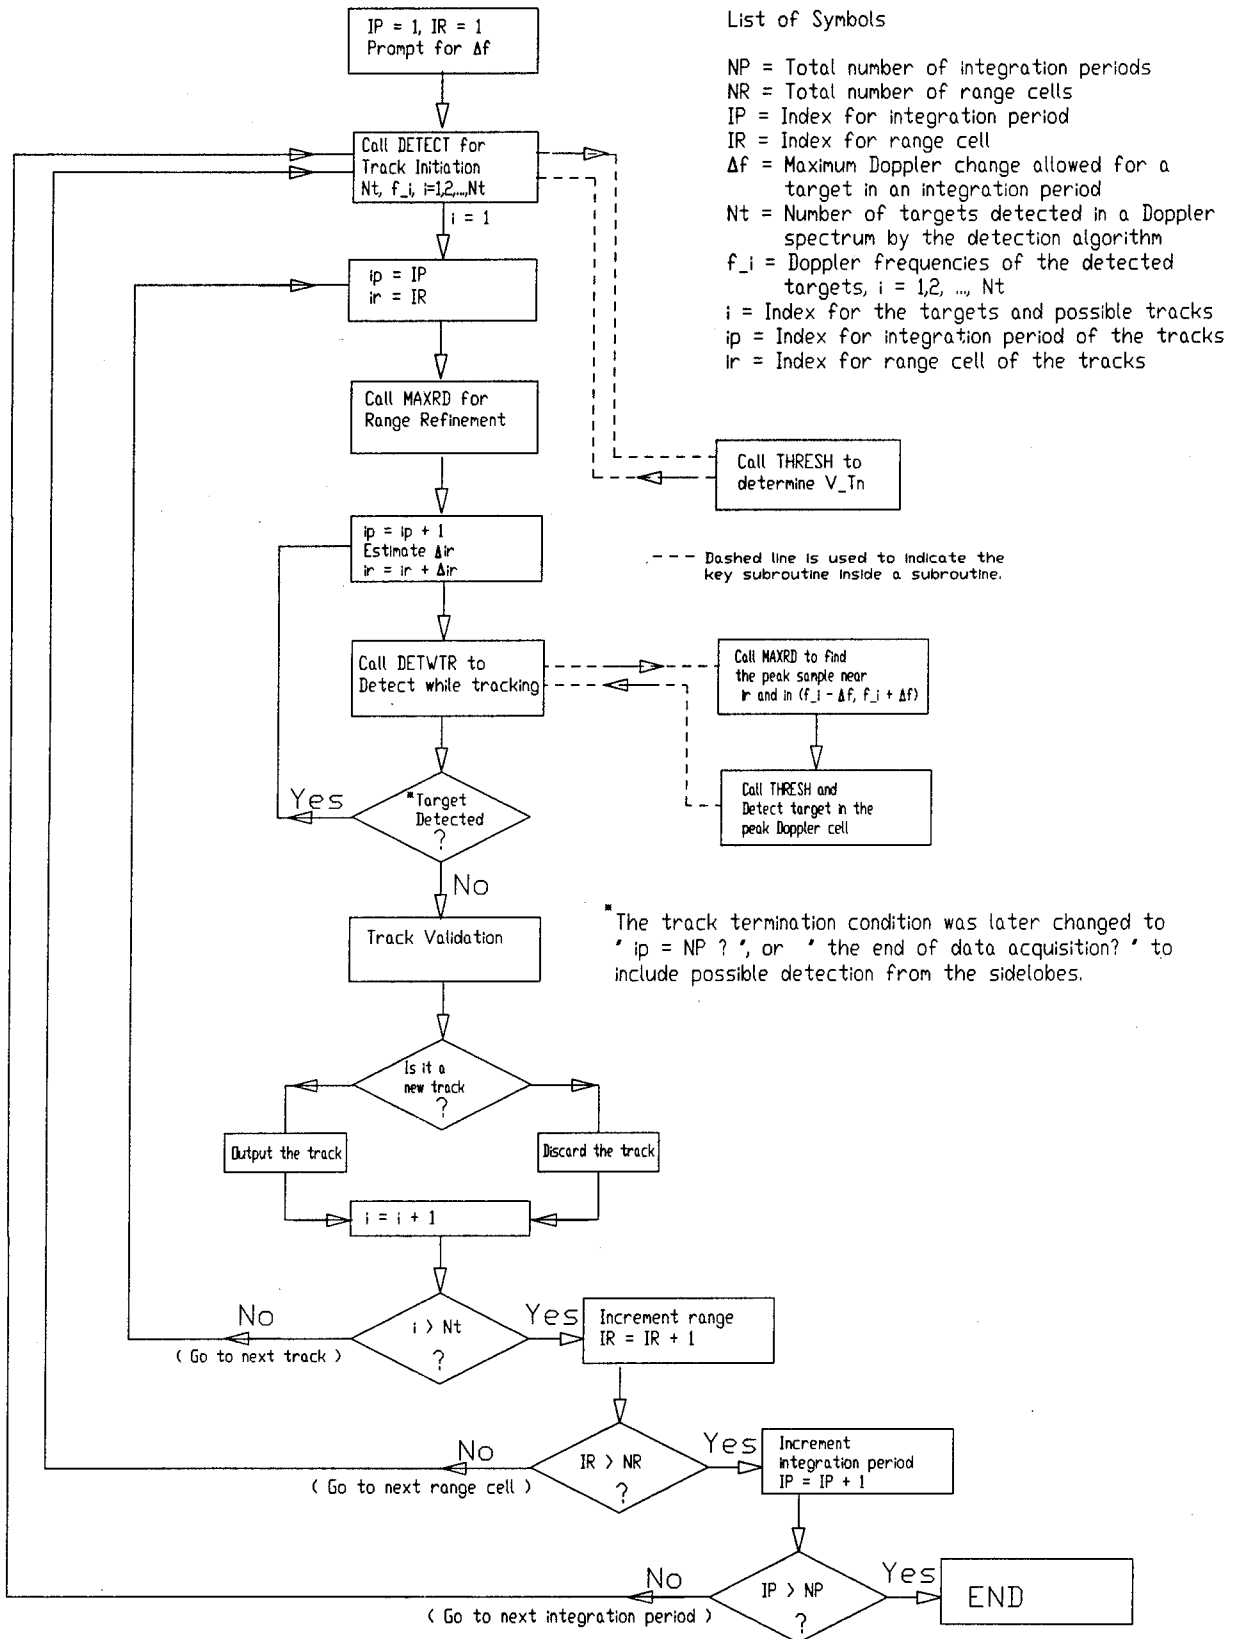 IP = 1, IR = 1
Prompt for Δf
List of Symbols
NP = Total number of integration periods
NR = Total number of range cells
IP = Index for integration period
IR = Index for range cell
Δf = Maximum Doppler change allowed for a
target in an integration period
Nt = Number of targets detected in a Doppler
spectrum by the detection algorithm
f_i = Doppler frequencies of the detected
targets, i = 1,2, ..., Nt
i = Index for the targets and possible tracks
ip = Index for integration period of the tracks
ir = Index for range cell of the tracks
Call DETECT for
Track Initiation
Nt, f_i, i=1,2,...,Nt
i = 1
ip = IP
ir = IR
Call MAXRD for
Range Refinement
Call THRESH to
determine V_Tn
ip = ip + 1
Estimate Δir
ir = ir + Δir
---- Dashed line is used to indicate the
key subroutine inside a subroutine.
Call DETWTR to
Detect while tracking
Call MAXRD to find
the peak sample near
ir and in (f_i - Δf, f_i + Δf)
Call THRESH and
Detect target in the
peak Doppler cell
Yes
*Target
Detected
?
No
Track Validation
*The track termination condition was later changed to
' ip = NP ? ', or ' the end of data acquisition? ' to
include possible detection from the sidelobes.
Is it a
new track
?
Output the track
Discard the track
i = i + 1
No
( Go to next track )
i > Nt
?
Yes
Increment range
IR = IR + 1
No
( Go to next range cell )
IR > NR
?
Yes
Increment
integration period
IP = IP + 1
No
( Go to next integration period )
IP > NP
?
Yes
END